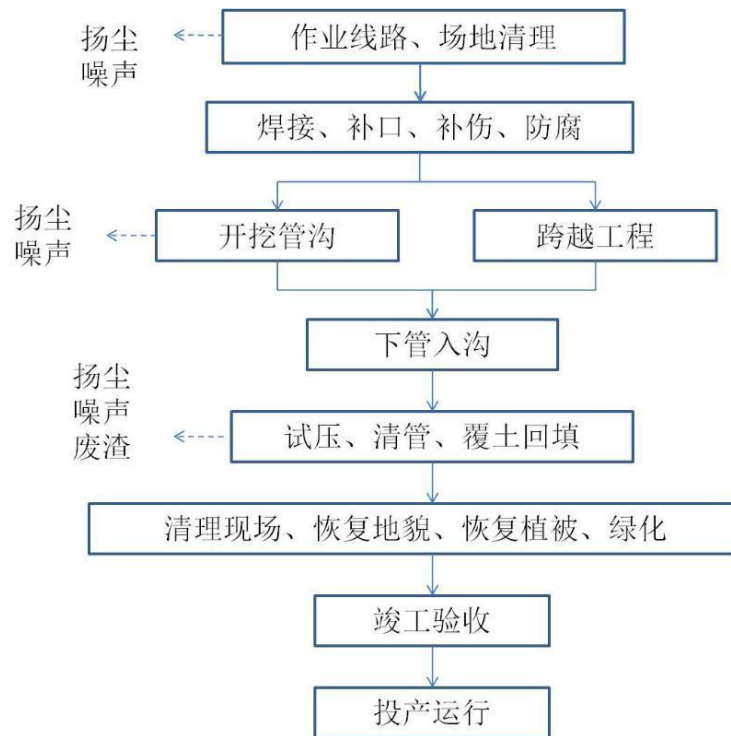 扬尘
噪声
作业线路、场地清理
焊接、补口、补伤、防腐
扬尘
噪声
开挖管沟
跨越工程
下管入沟
扬尘
噪声
废渣
试压、清管、覆土回填
清理现场、恢复地貌、恢复植被、绿化
竣工验收
投产运行